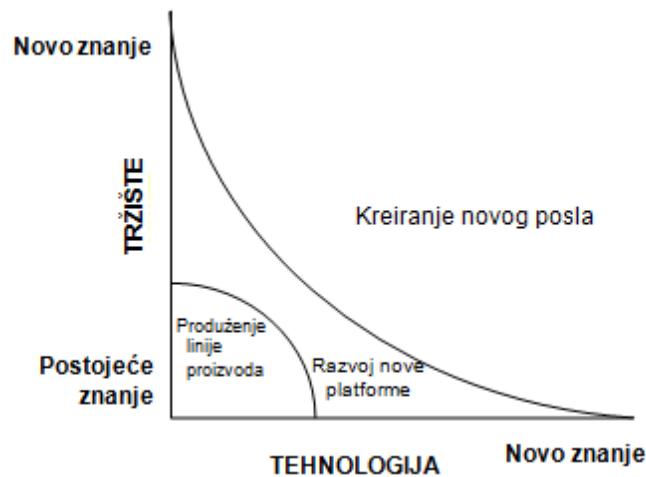 Novo znanje
TRŽIŠTE
Kreiranje novog posla
Produženje
linije
proizvoda
Razvoj nove
platforme
Postojeće
znanje
TEHNOLOGIJA
Novo znanje